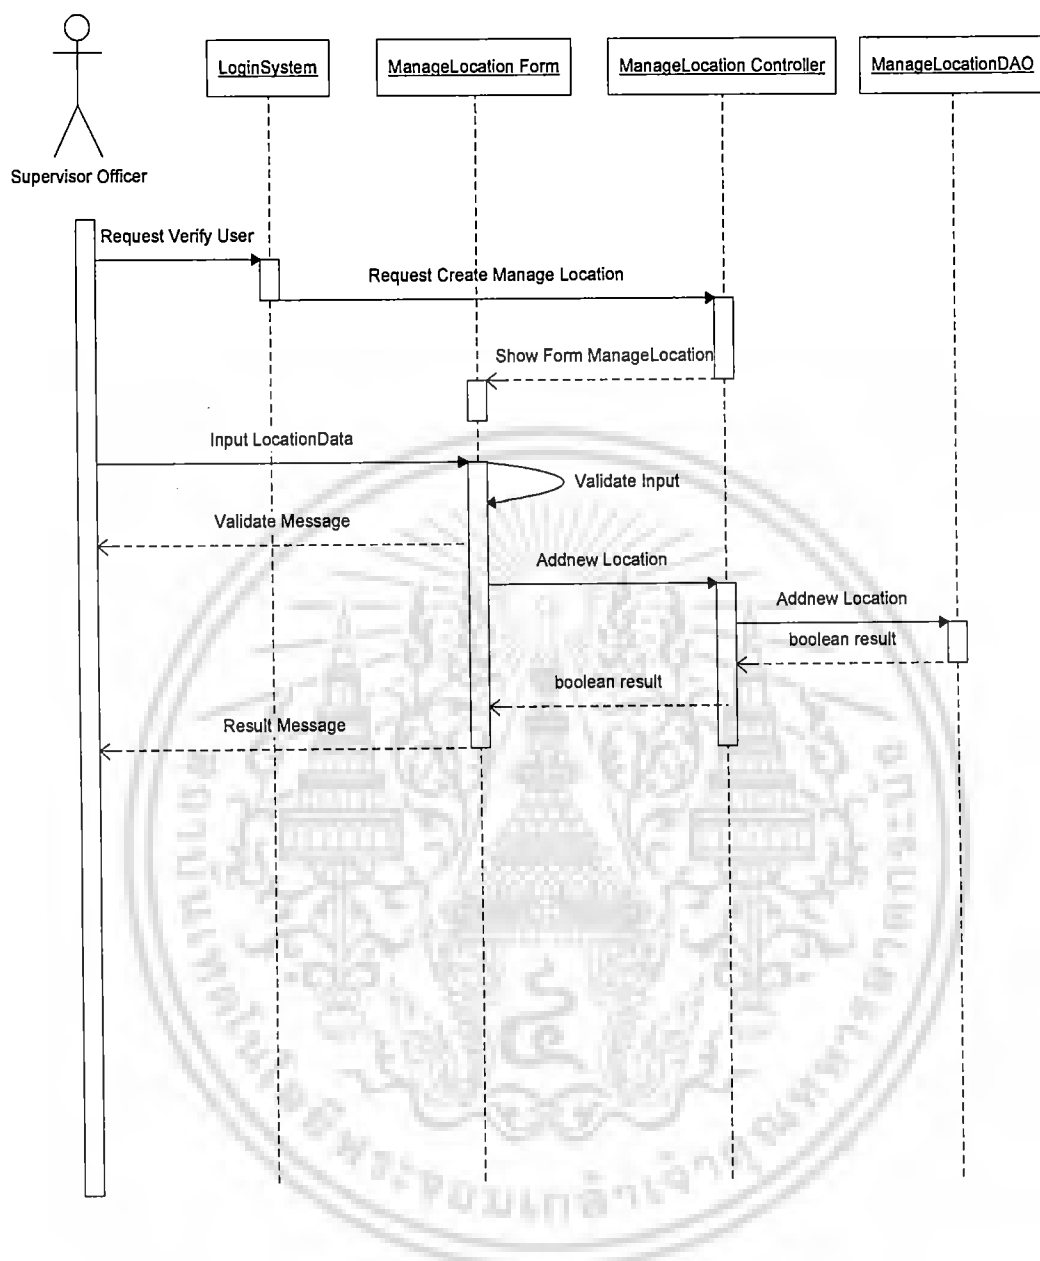 LoginSystem
ManageLocation Form
ManageLocation Controller
ManageLocationDAO
Supervisor Officer
Request Verify User
Request Create Manage Location
Show Form ManageLocation
Input LocationData
Validate Input
Validate Message
Addnew Location
Addnew Location
boolean result
boolean result
Result Message